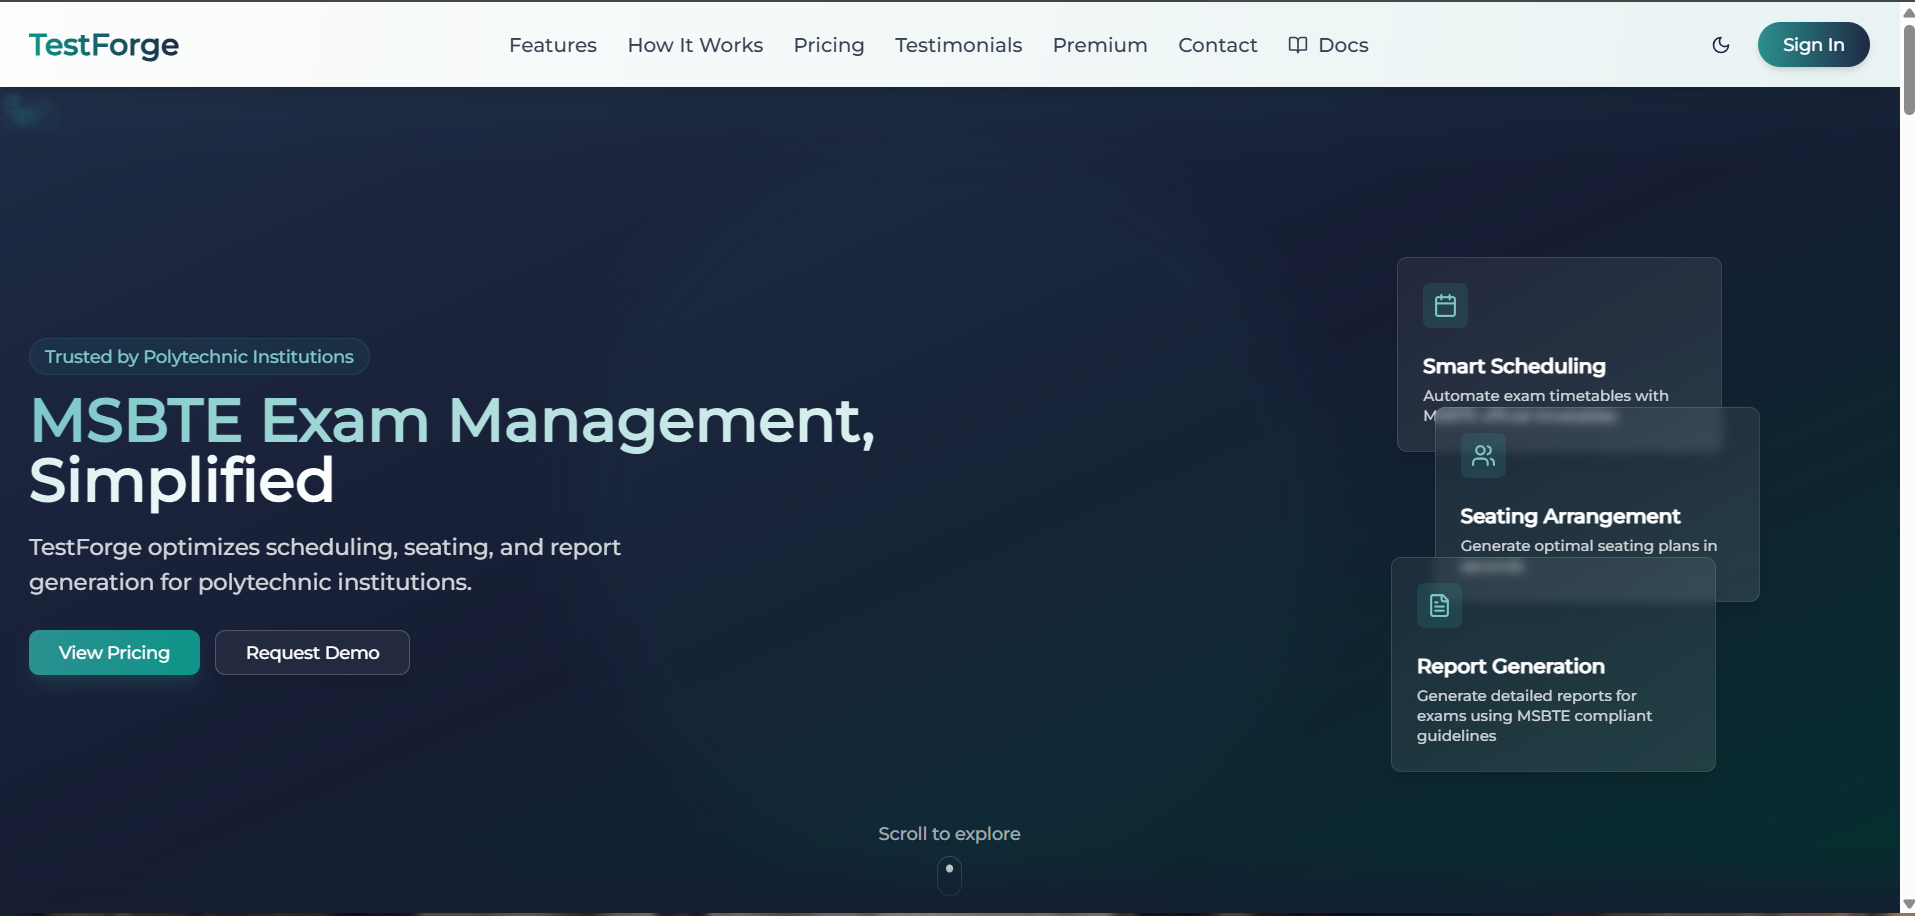 TestForge
Features
How It Works
Pricing
Testimonials
Premium
Contact
Docs
Sign In
Trusted by Polytechnic Institutions
MSBTE Exam Management,
Simplified
TestForge optimizes scheduling, seating, and report
generation for polytechnic institutions.
View Pricing
Request Demo
Smart Scheduling
Automate exam timetables with
Seating Arrangement
Generate optimal seating plans in
Report Generation
Generate detailed reports for
exams using MSBTE compliant
guidelines
Scroll to explore